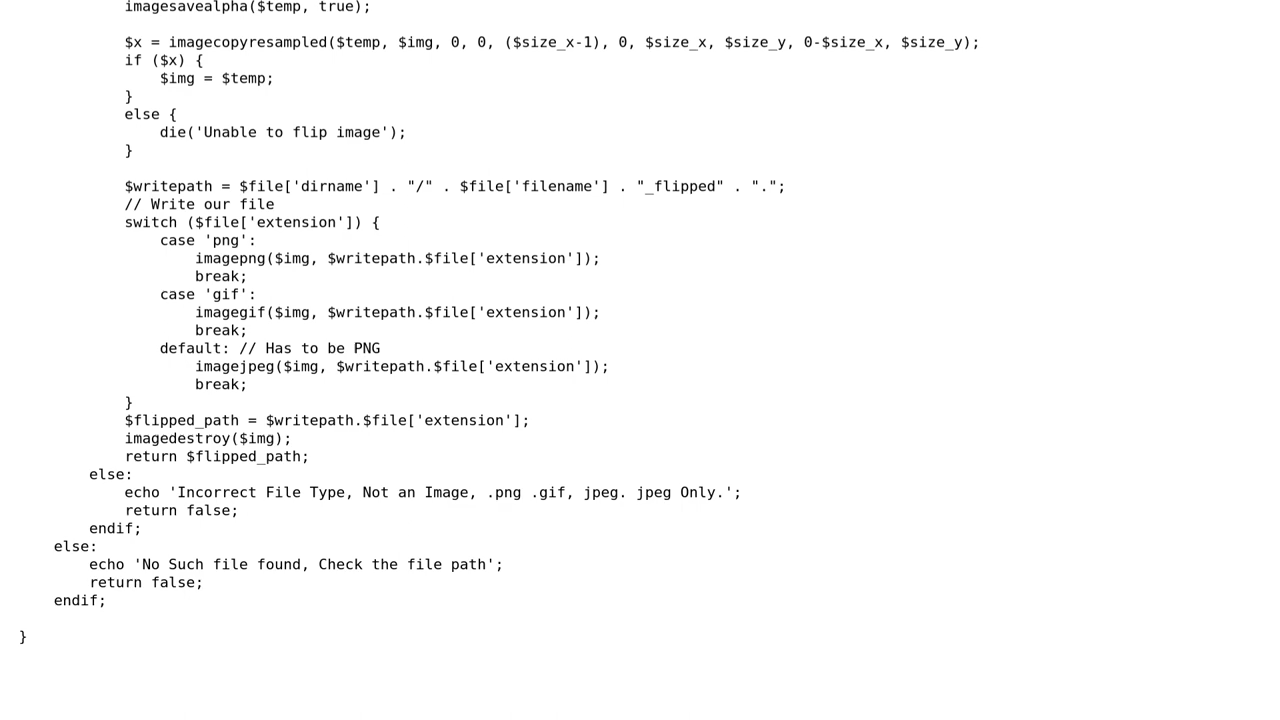 imagesavealpha($temp, true);
$x = imagecopyresampled($temp, $img, 0, 0, ($size_x-1), 0, $size_x, $size_y, 0-$size_x, $size_y);
if ($x) {
$img = $temp;
}
else {
die('Unable to flip image');
}
$writepath = $file['dirname'] . "/" . $file['filename'] . "_flipped" . ".";
// Write our file
switch ($file['extension']) {
case 'png':
imagepng($img, $writepath.$file['extension']);
break;
case 'gif':
imagegif($img, $writepath.$file['extension']);
break;
default: // Has to be PNG
imagejpeg($img, $writepath.$file['extension']);
break;
}
$flipped_path = $writepath.$file['extension'];
imagedestroy($img);
return $flipped_path;
else:
echo 'Incorrect File Type, Not an Image, .png .gif, jpeg. jpeg Only.';
return false;
endif;
else:
echo 'No Such file found, Check the file path';
return false;
endif;
}